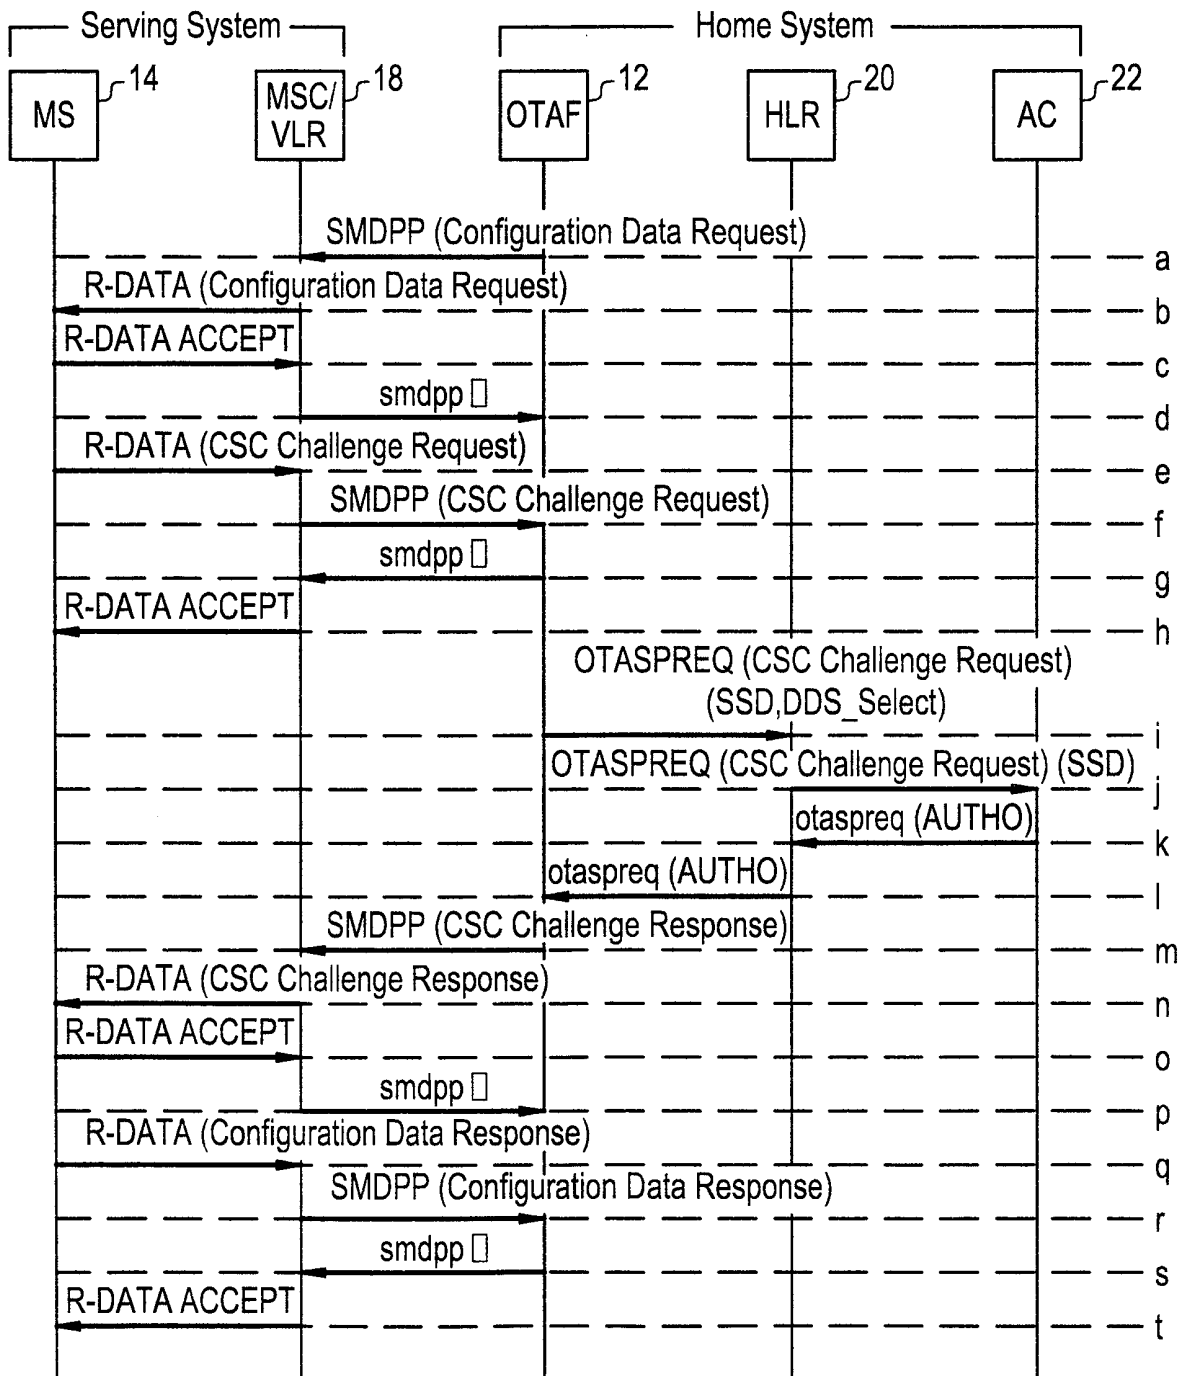 Serving System
Home System
14
18
12
20
22
MS
MSC/
VLR
OTAF
HLR
AC
SMDPP (Configuration Data Request)
a
R-DATA (Configuration Data Request)
b
R-DATA ACCEPT
c
smdpp []
d
R-DATA (CSC Challenge Request)
e
SMDPP (CSC Challenge Request)
f
smdpp []
g
R-DATA ACCEPT
h
OTASPREQ (CSC Challenge Request)
(SSD,DDS_Select)
i
OTASPREQ (CSC Challenge Request) (SSD)
j
otaspreq (AUTHO)
k
otaspreq (AUTHO)
l
SMDPP (CSC Challenge Response)
m
R-DATA (CSC Challenge Response)
n
R-DATA ACCEPT
o
smdpp []
p
R-DATA (Configuration Data Response)
q
SMDPP (Configuration Data Response)
r
smdpp []
s
R-DATA ACCEPT
t